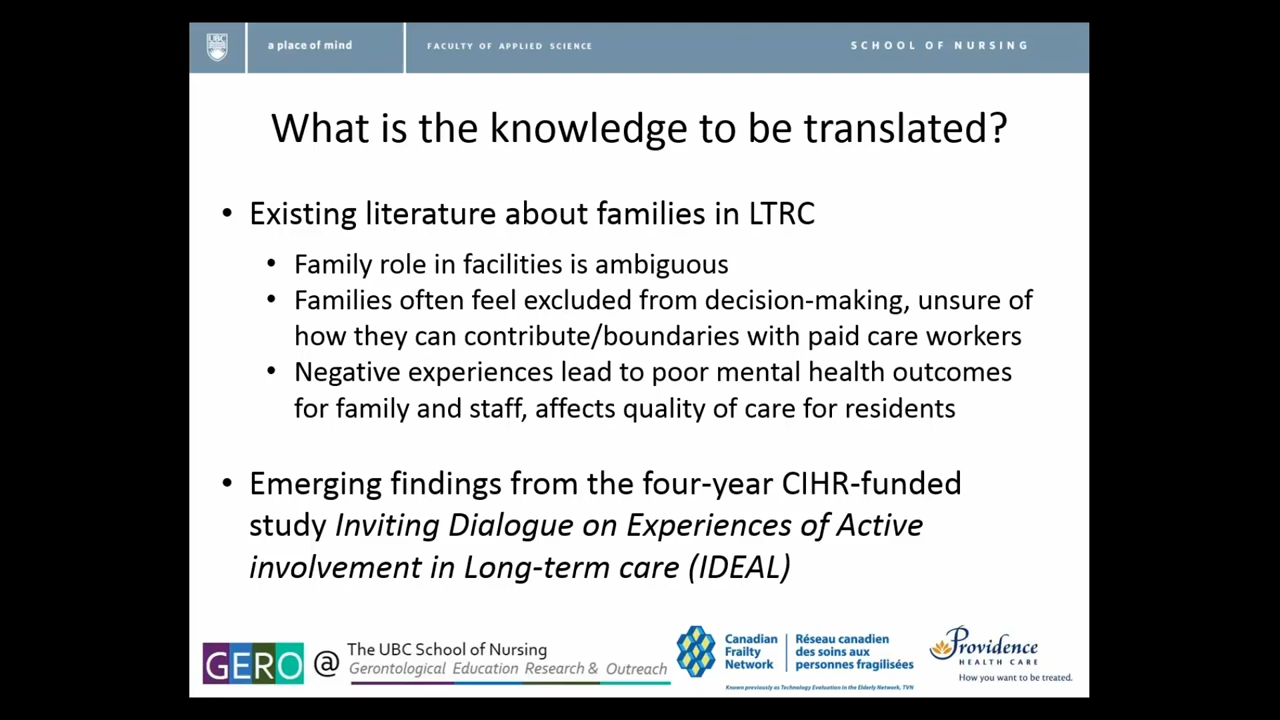 UBC
a place of mind
FACULTY OF APPLIED SCIENCE
SCHOOL OF NURSING
What is the knowledge to be translated?
• Existing literature about families in LTRC
• Family role in facilities is ambiguous
• Families often feel excluded from decision-making, unsure of
how they can contribute/boundaries with paid care workers
• Negative experiences lead to poor mental health outcomes
for family and staff, affects quality of care for residents
• Emerging findings from the four-year CIHR-funded
study Inviting Dialogue on Experiences of Active
involvement in Long-term care (IDEAL)
GERO @
The UBC School of Nursing
Gerontological Education Research & Outreach
Canadian
Frailty
Network
Réseau canadien
des soins aux
personnes fragilisées
Known previously as Technology Evaluation in the Elderly Network, TVN
Providence
HEALTH CARE
How you want to be treated.